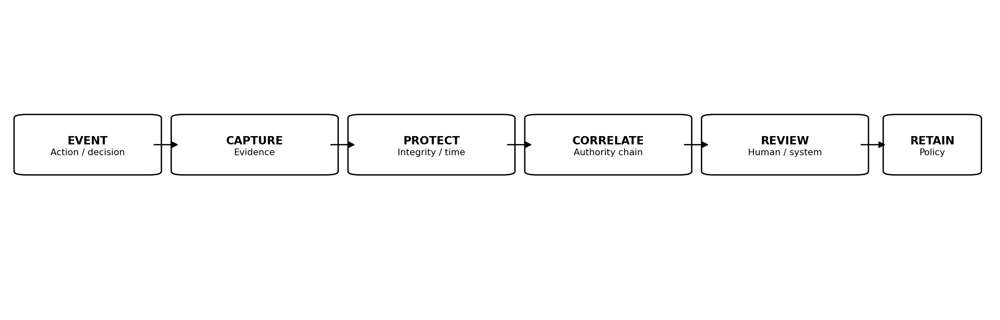 EVENT
Action / decision
CAPTURE
Evidence
PROTECT
Integrity / time
CORRELATE
Authority chain
REVIEW
Human / system
RETAIN
Policy